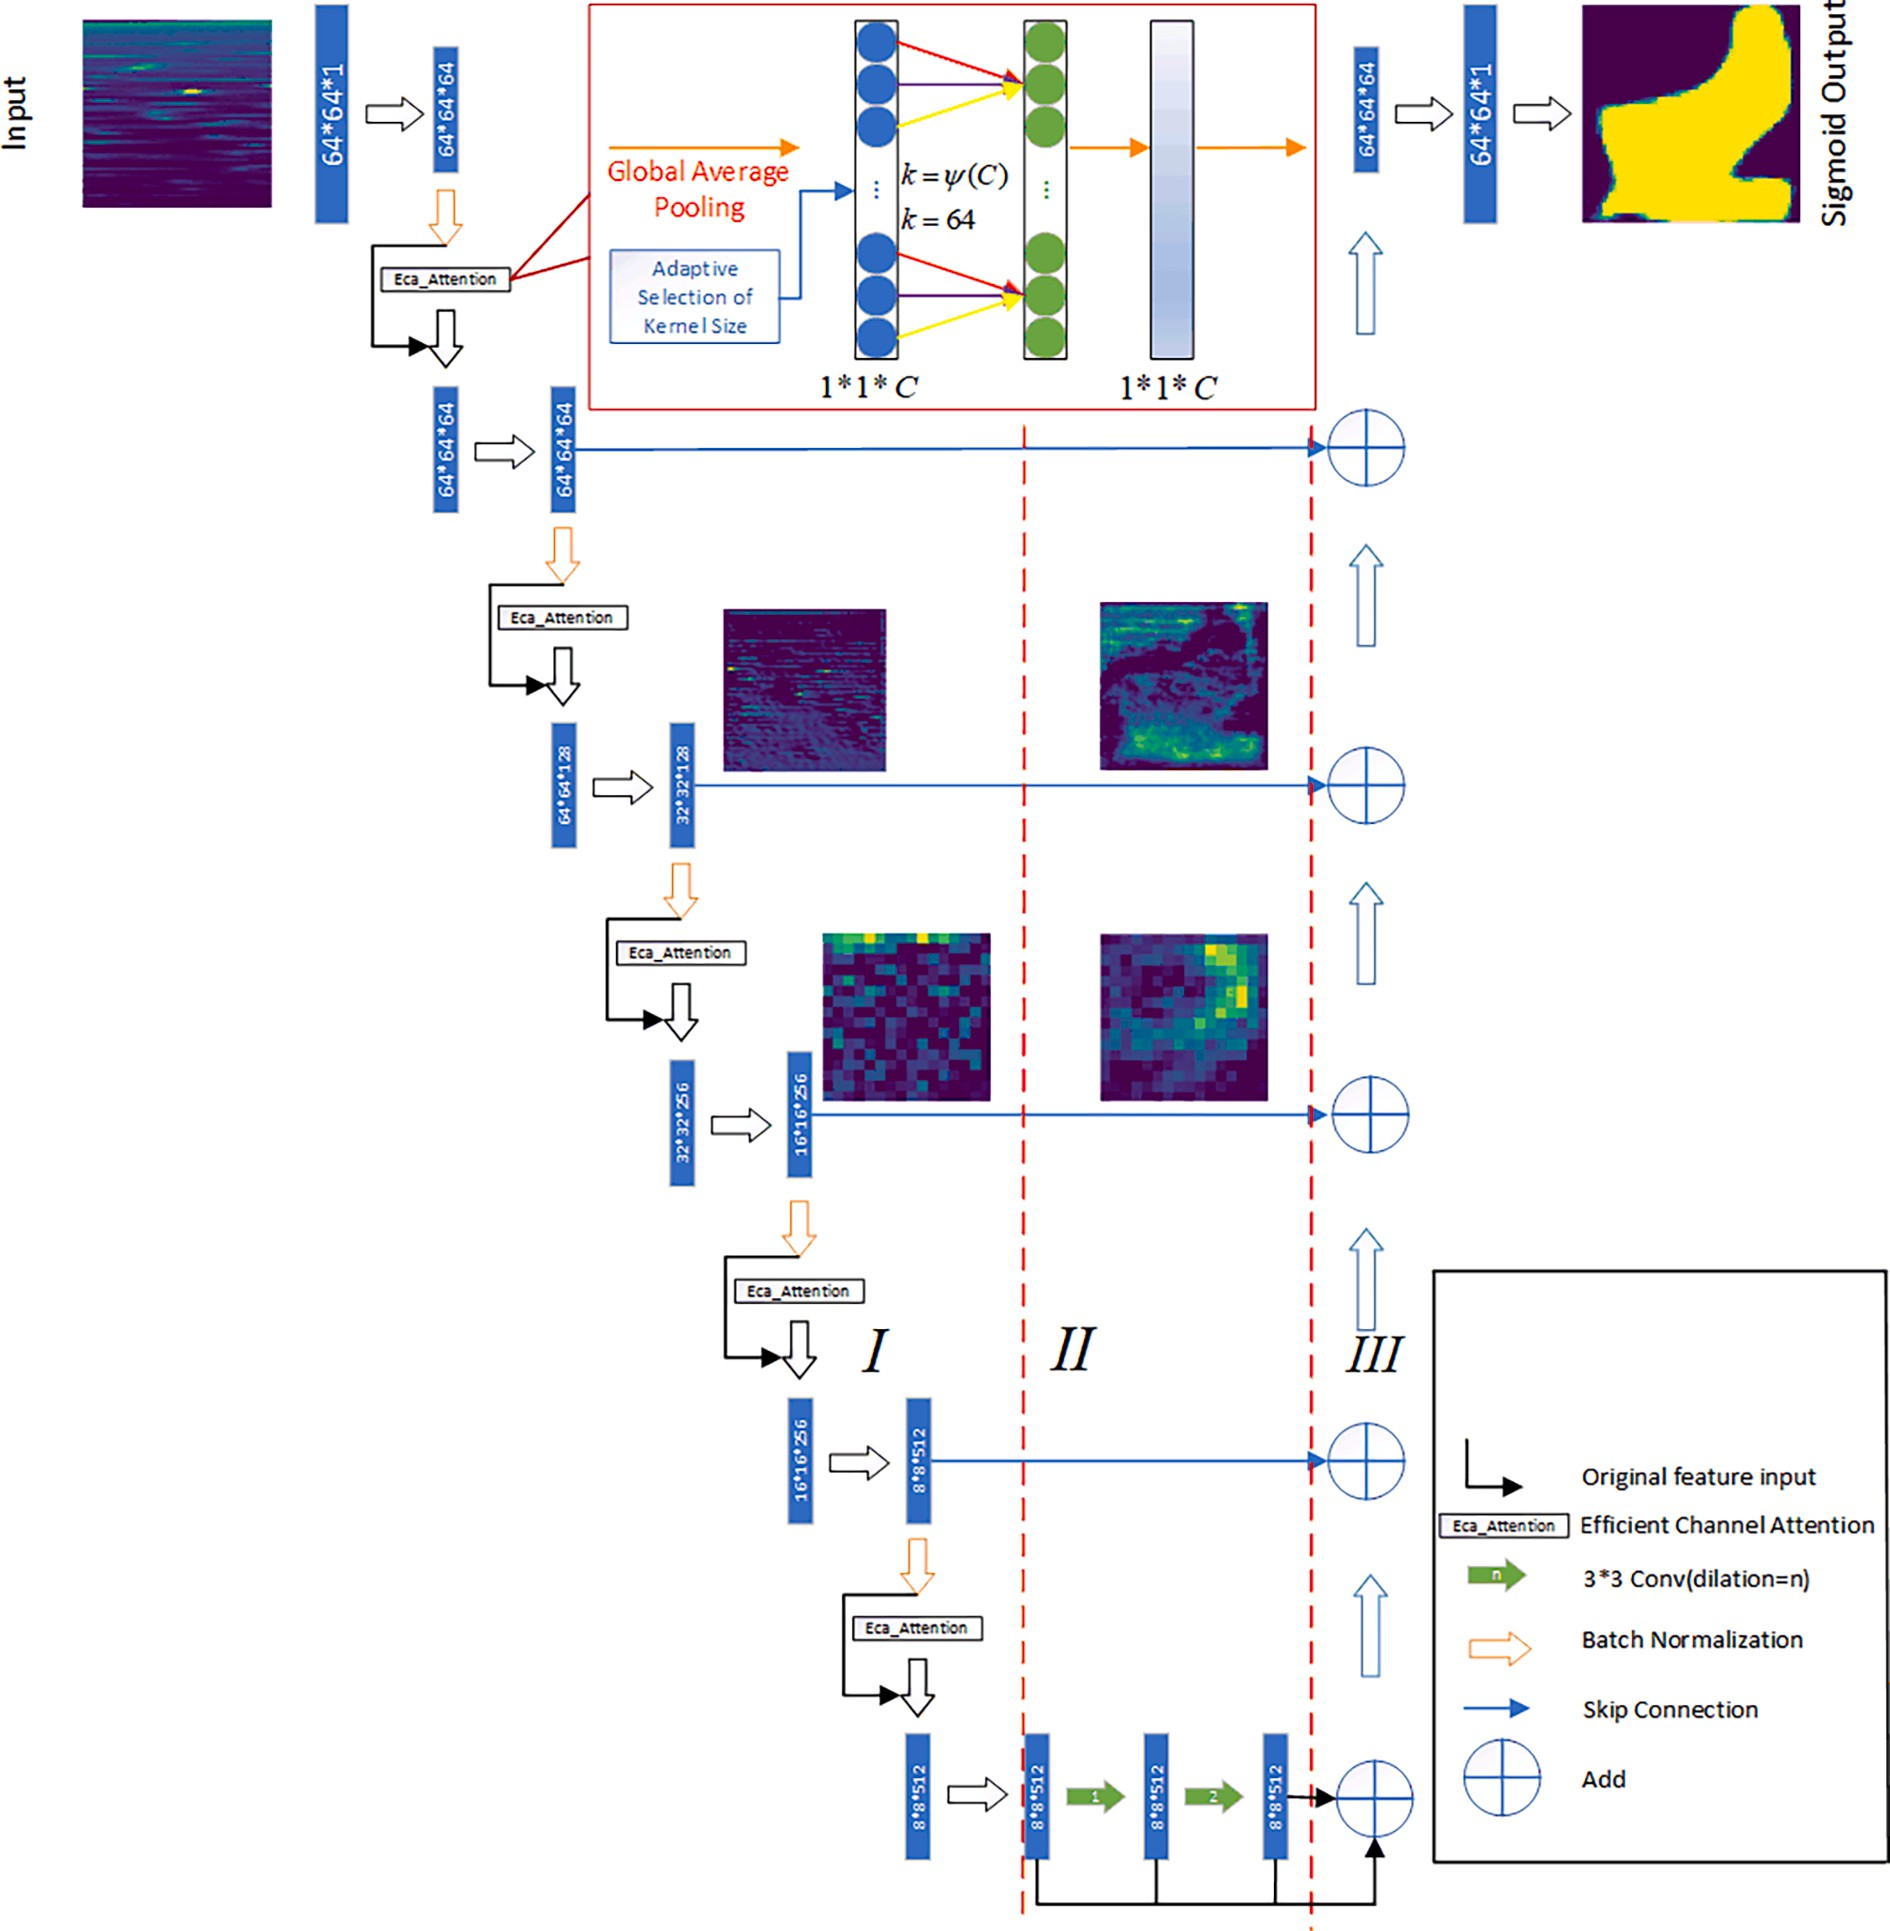 Input
64*64*1
64*64*64
Global Average
Pooling
Adaptive
Selection of
Kernel Size
k=ψ(C)
k=64
1*1*C
1*1*C
64*64*64
64*64*1
Sigmoid Output
Eca_Attention
64*64*64
64*64*64
Eca_Attention
64*64*128
32*32*128
Eca_Attention
32*32*256
16*16*256
Eca_Attention
I
II
III
16*16*256
8*8*512
Eca_Attention
8*8*512
8*8*512
1
8*8*512
2
8*8*512
Original feature input
Eca_Attention
Efficient Channel Attention
n
3*3 Conv(dilation=n)
Batch Normalization
Skip Connection
Add